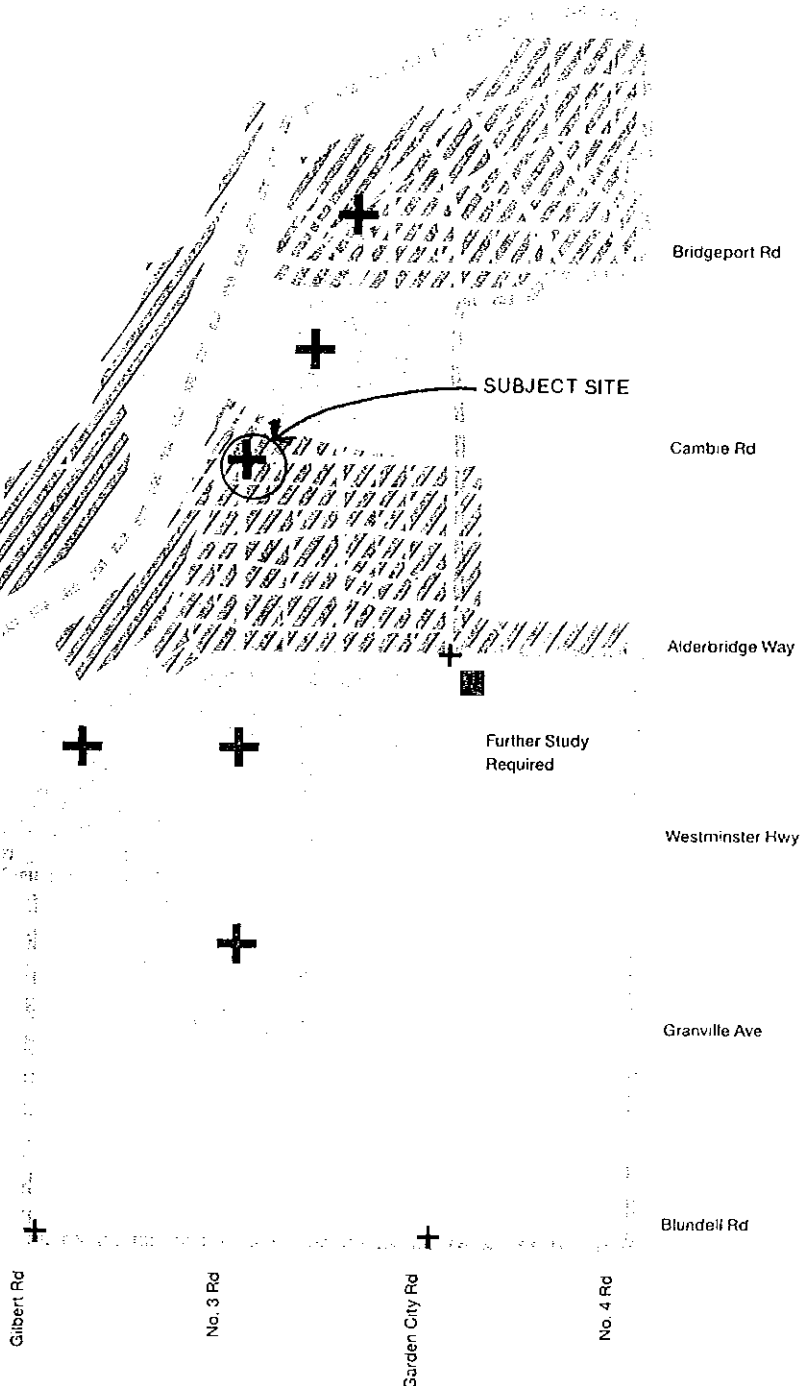 Bridgeport Rd
SUBJECT SITE
Cambie Rd
Alderbridge Way
Further Study
Required
Westminster Hwy
Granville Ave
Blundell Rd
Gilbert Rd
No. 3 Rd
Garden City Rd
No. 4 Rd